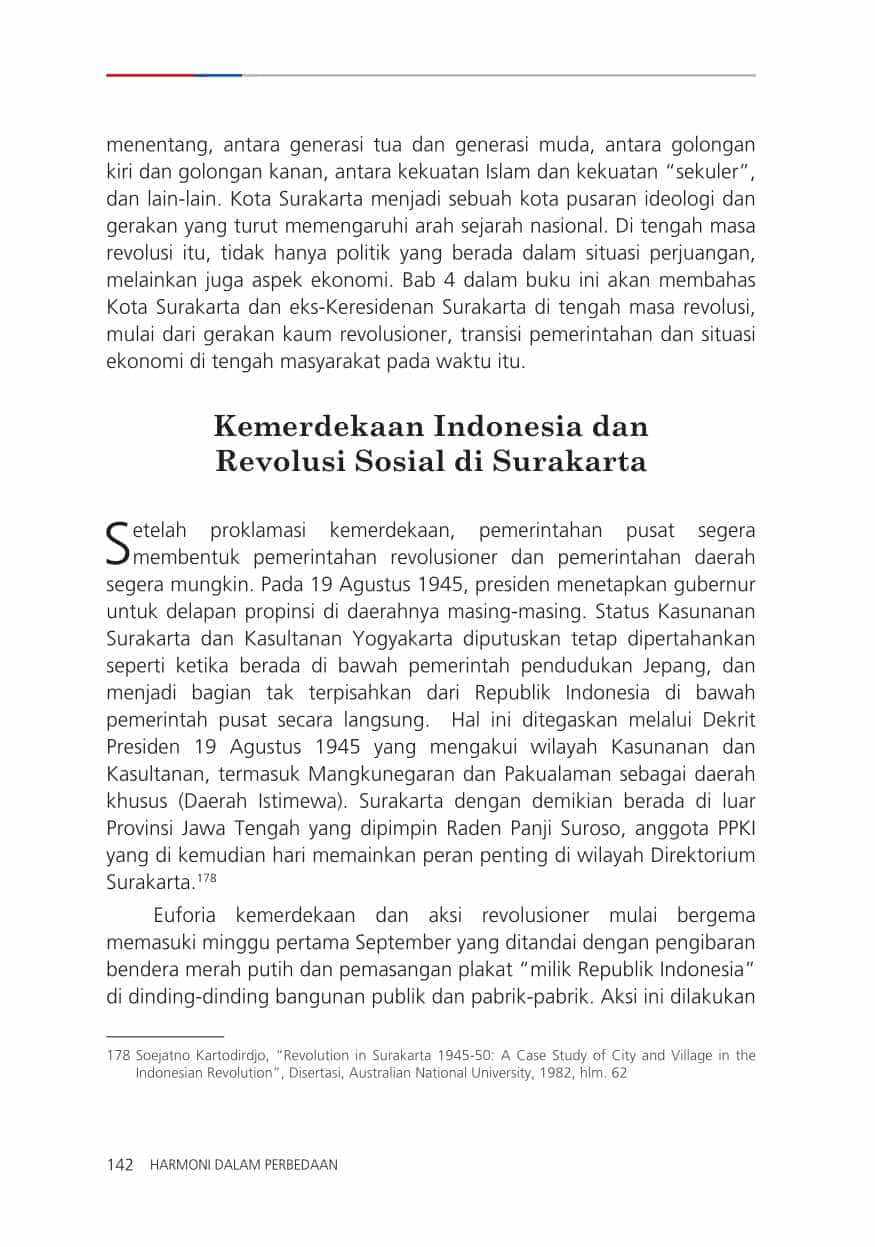 menentang, antara generasi tua dan generasi muda, antara golongan
kiri dan golongan kanan, antara kekuatan Islam dan kekuatan “sekuler”,
dan lain-lain. Kota Surakarta menjadi sebuah kota pusaran ideologi dan
gerakan yang turut memengaruhi arah sejarah nasional. Di tengah masa
revolusi itu, tidak hanya politik yang berada dalam situasi perjuangan,
melainkan juga aspek ekonomi. Bab 4 dalam buku ini akan membahas
Kota Surakarta dan eks-Keresidenan Surakarta di tengah masa revolusi,
mulai dari gerakan kaum revolusioner, transisi pemerintahan dan situasi
ekonomi di tengah masyarakat pada waktu itu.
Kemerdekaan Indonesia dan
Revolusi Sosial di Surakarta
Setelah proklamasi kemerdekaan, pemerintahan pusat segera
membentuk pemerintahan revolusioner dan pemerintahan daerah
segera mungkin. Pada 19 Agustus 1945, presiden menetapkan gubernur
untuk delapan propinsi di daerahnya masing-masing. Status Kasunanan
Surakarta dan Kasultanan Yogyakarta diputuskan tetap dipertahankan
seperti ketika berada di bawah pemerintah pendudukan Jepang, dan
menjadi bagian tak terpisahkan dari Republik Indonesia di bawah
pemerintah pusat secara langsung.  Hal ini ditegaskan melalui Dekrit
Presiden 19 Agustus 1945 yang mengakui wilayah Kasunanan dan
Kasultanan, termasuk Mangkunegaran dan Pakualaman sebagai daerah
khusus (Daerah Istimewa). Surakarta dengan demikian berada di luar
Provinsi Jawa Tengah yang dipimpin Raden Panji Suroso, anggota PPKI
yang di kemudian hari memainkan peran penting di wilayah Direktorium
Surakarta.178
Euforia kemerdekaan dan aksi revolusioner mulai bergema
memasuki minggu pertama September yang ditandai dengan pengibaran
bendera merah putih dan pemasangan plakat “milik Republik Indonesia”
di dinding-dinding bangunan publik dan pabrik-pabrik. Aksi ini dilakukan
178 Soejatno Kartodirdjo, “Revolution in Surakarta 1945-50: A Case Study of City and Village in the
Indonesian Revolution”, Disertasi, Australian National University, 1982, hlm. 62
142 HARMONI DALAM PERBEDAAN